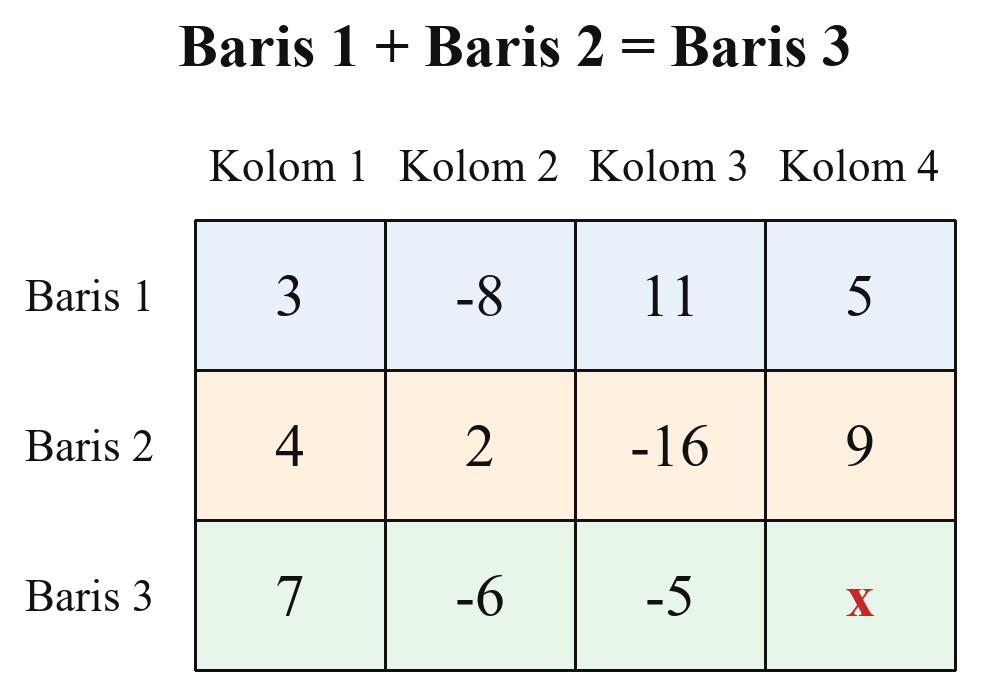 Baris 1 + Baris 2 = Baris 3
Kolom 1 Kolom 2 Kolom 3 Kolom 4
Baris 1 3 -8 11 5
Baris 2 4 2 -16 9
Baris 3 7 -6 -5 x